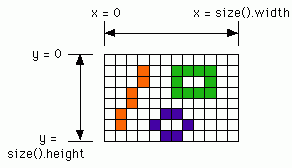 x = 0
x = size().width
y = 0
y =
size().height